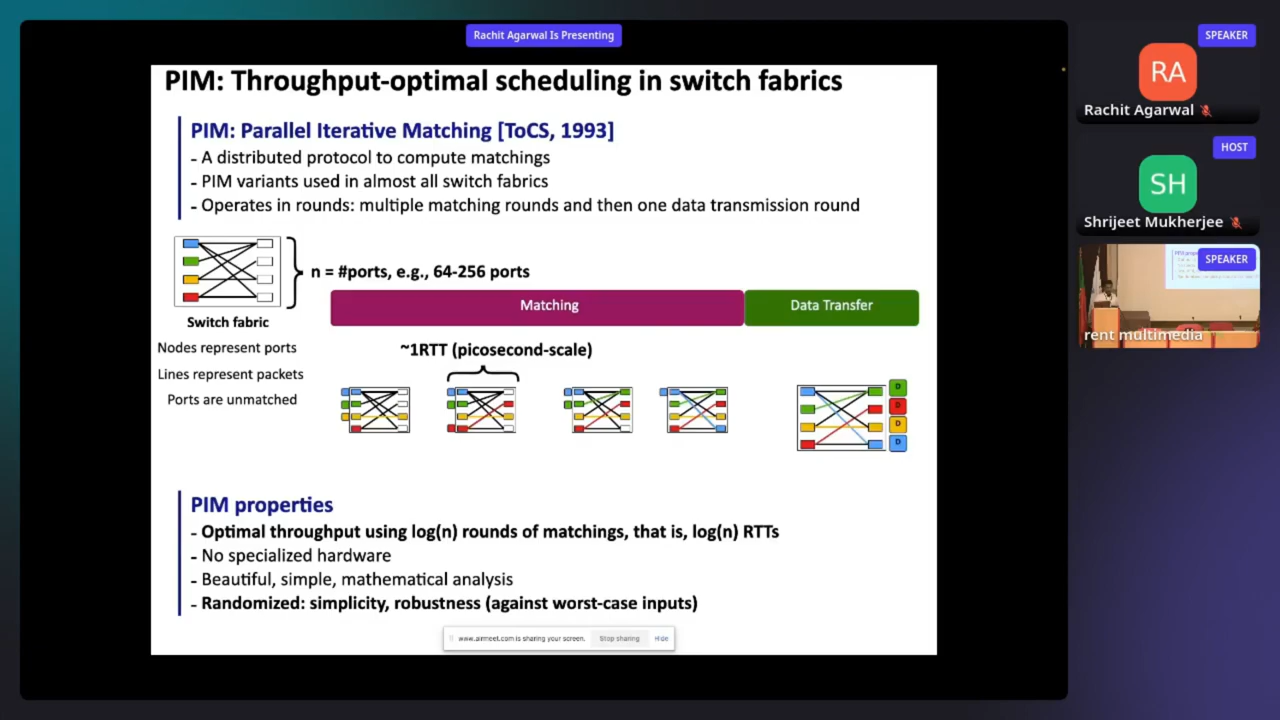 Rachit Agarwal Is Presenting
PIM: Throughput-optimal scheduling in switch fabrics
PIM: Parallel Iterative Matching [ToCS, 1993]
- A distributed protocol to compute matchings
- PIM variants used in almost all switch fabrics
- Operates in rounds: multiple matching rounds and then one data transmission round
n = #ports, e.g., 64-256 ports
Matching
Data Transfer
Switch fabric
Nodes represent ports
Lines represent packets
Ports are unmatched
~1RTT (picosecond-scale)
D
D
D
D
PIM properties
- Optimal throughput using log(n) rounds of matchings, that is, log(n) RTTs
- No specialized hardware
- Beautiful, simple, mathematical analysis
- Randomized: simplicity, robustness (against worst-case inputs)
www.airmeet.com is sharing your screen. Stop sharing Hide
SPEAKER
RA
Rachit Agarwal
HOST
SH
Shrijeet Mukherjee
SPEAKER
rent multimedia